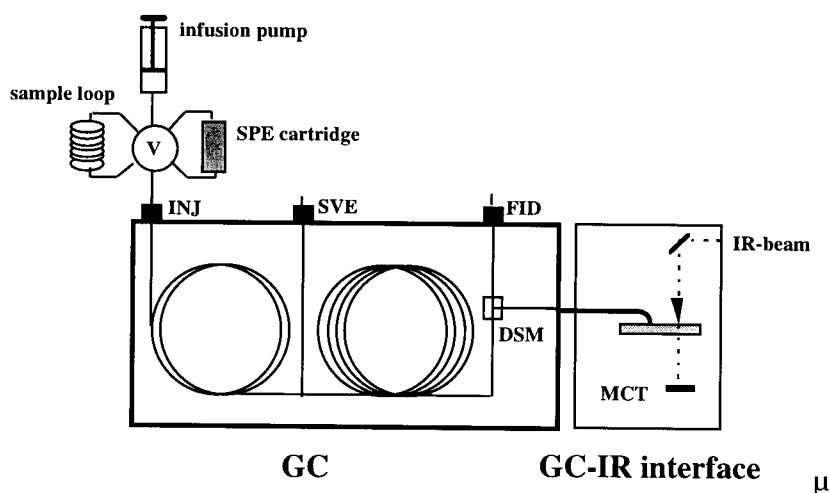 infusion pump
sample loop
V
SPE cartridge
INJ
SVE
FID
IR-beam
DSM
MCT
GC
GC-IR interface
μ